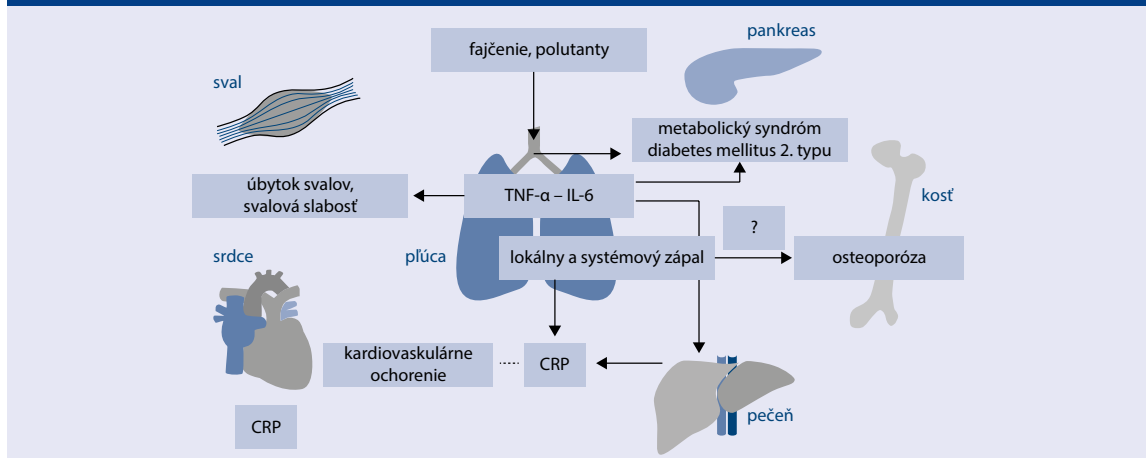 fajčenie, polutanty
pankreas
sval
metabolický syndróm
diabetes mellitus 2. typu
úbytok svalov,
svalová slabosť
TNF-α – IL-6
kosť
?
srdce
pľúca
lokálny a systémový zápal
osteoporóza
kardiovaskulárne
ochorenie
CRP
pečeň
CRP